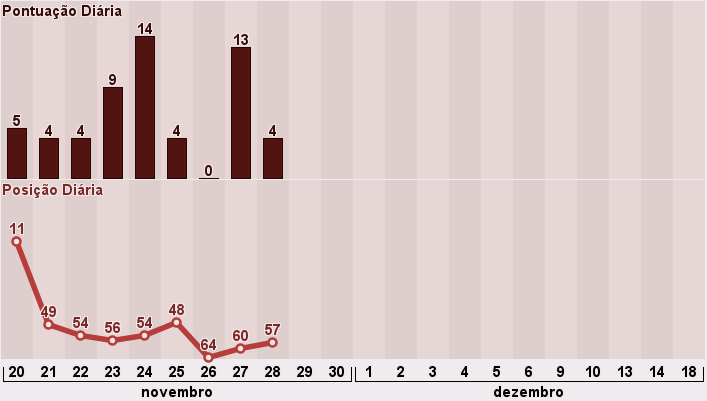 Pontuação Diária
5 4 4 9 14 4 0 13 4
Posição Diária
11 49 54 56 54 48 64 60 57
20 21 22 23 24 25 26 27 28 29 30 1 2 3 4 5 6 9 10 13 14 18
novembro dezembro